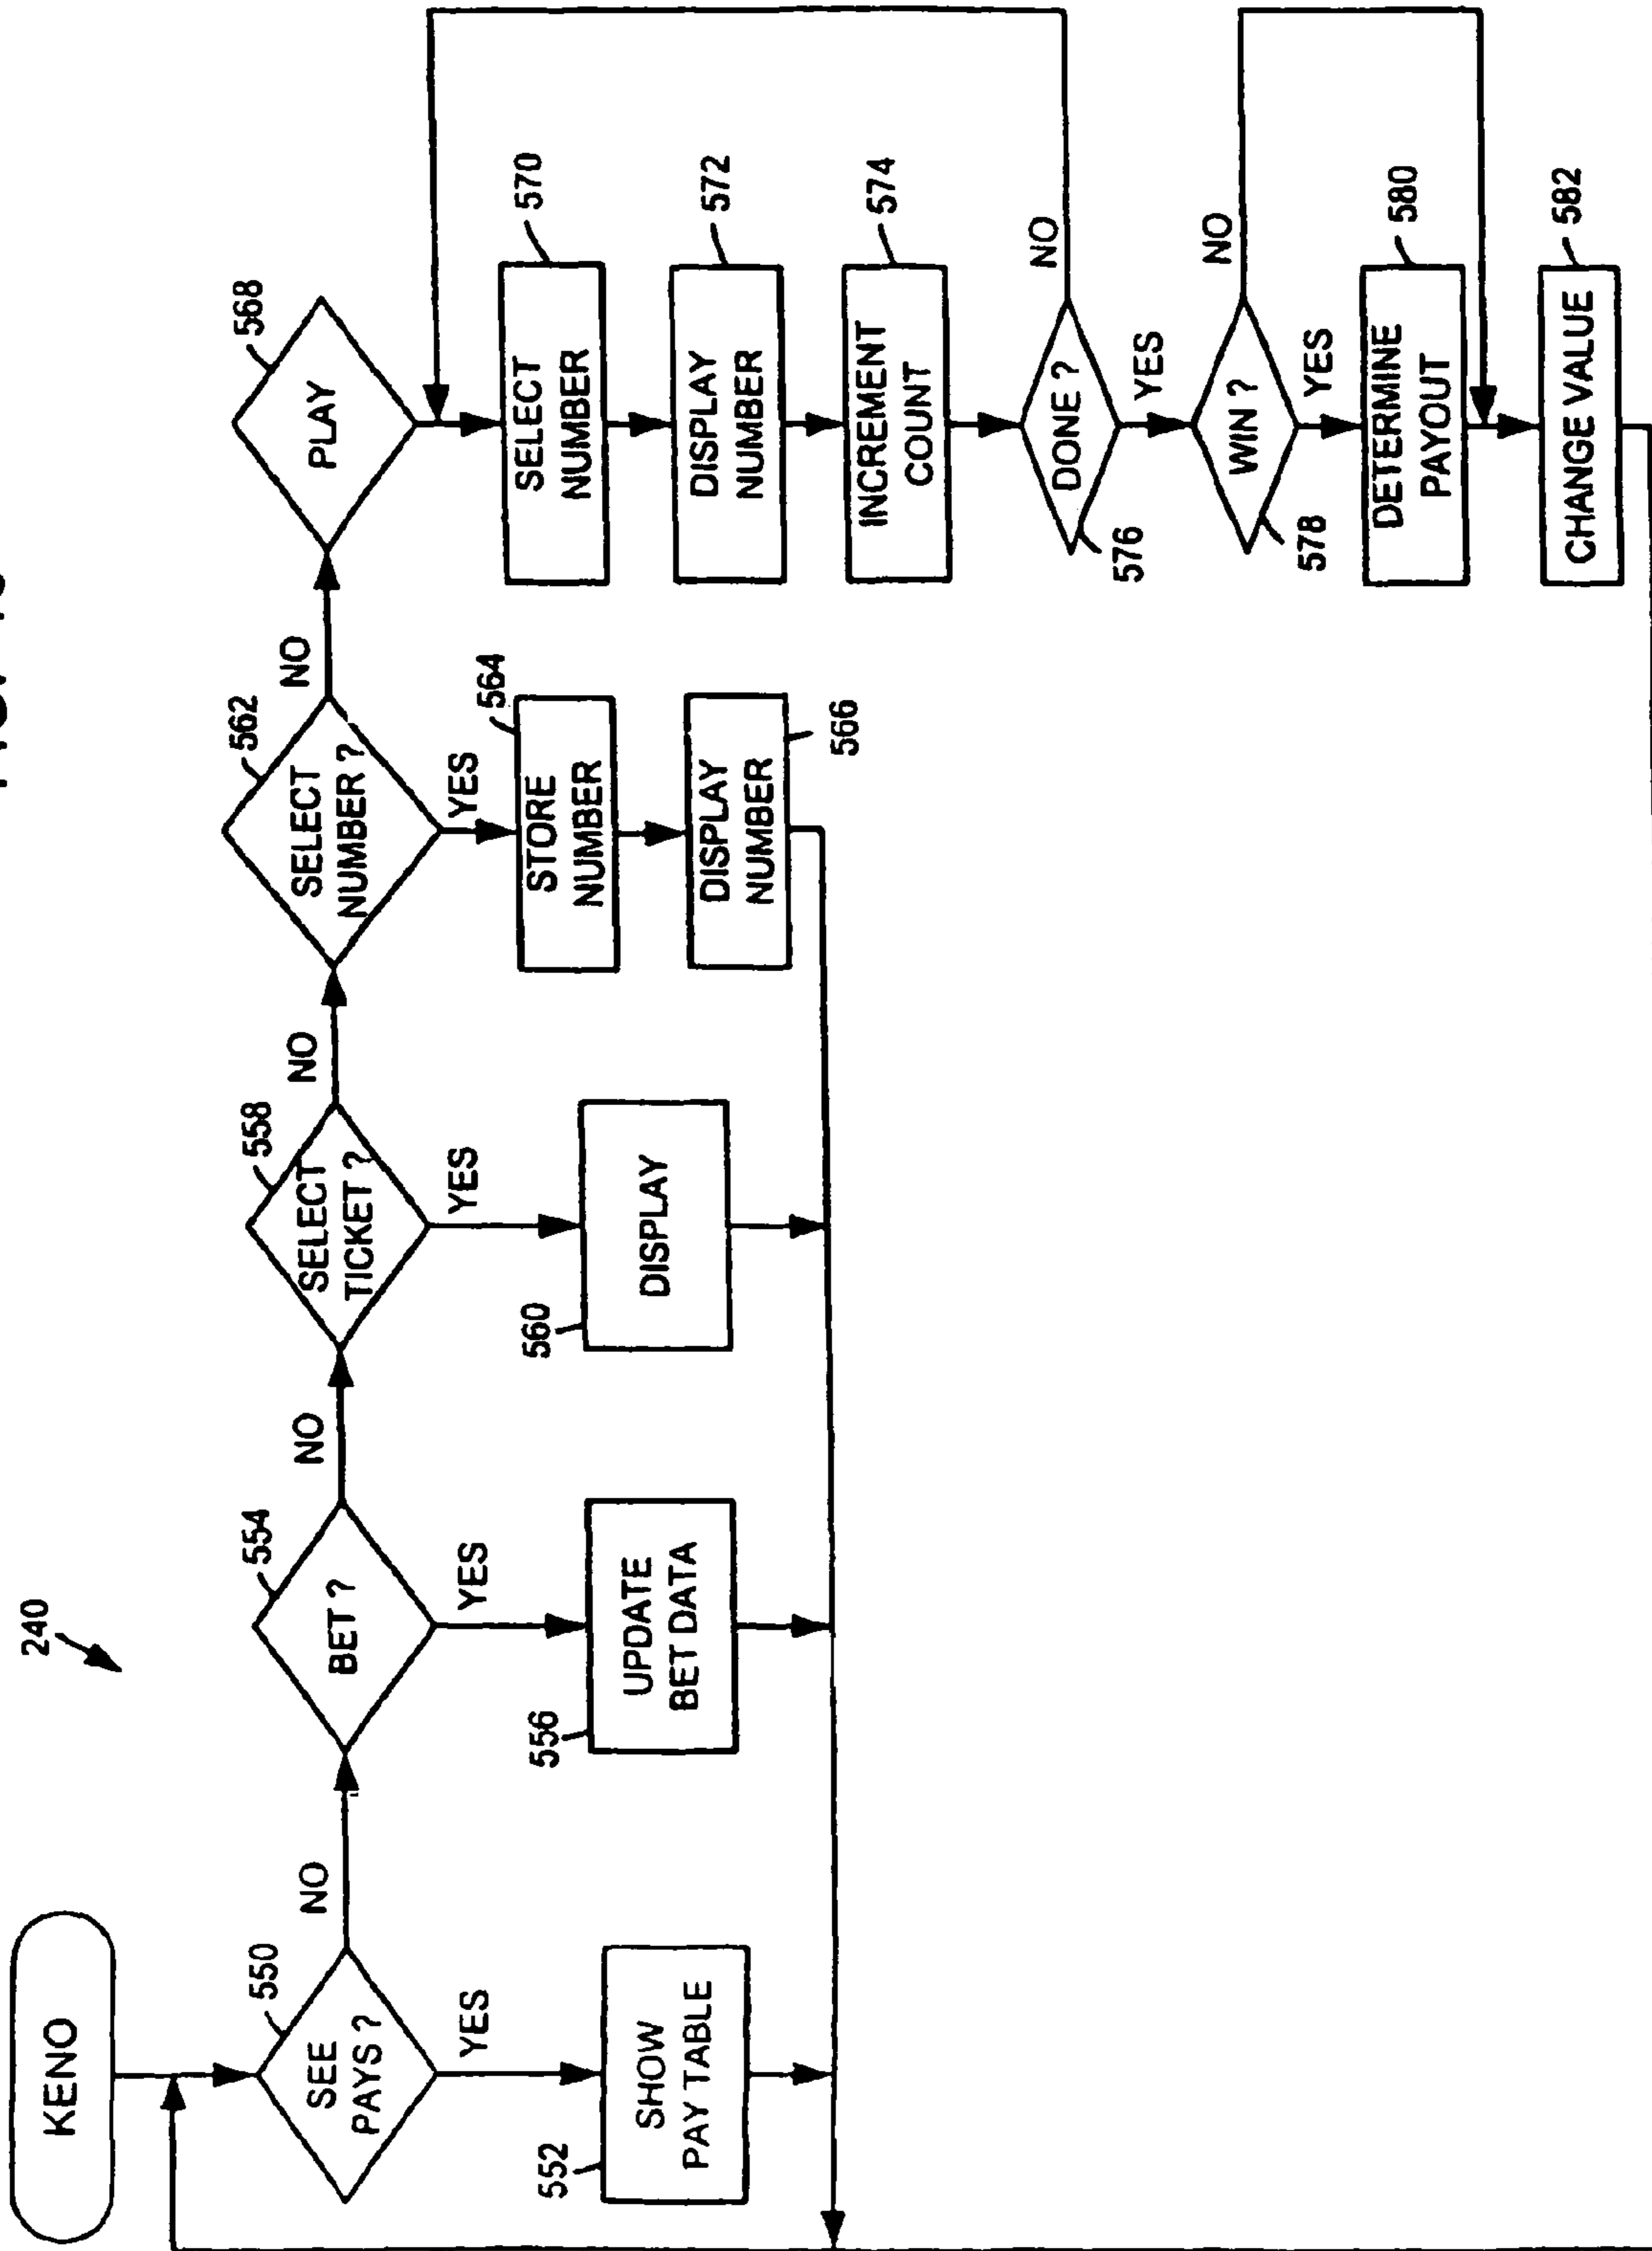 240
KENO
550
SEE
PAYS ?
NO
YES
552
SHOW
PAY TABLE
554
BET ?
NO
YES
556
UPDATE
BET DATA
558
SELECT
TICKET ?
NO
YES
560
DISPLAY
562
SELECT
NUMBER ?
NO
YES
564
STORE
NUMBER
566
DISPLAY
NUMBER
568
PLAY
570
SELECT
NUMBER
572
DISPLAY
NUMBER
574
INCREMENT
COUNT
576
DONE ?
NO
YES
578
WIN ?
NO
YES
580
DETERMINE
PAYOUT
582
CHANGE VALUE